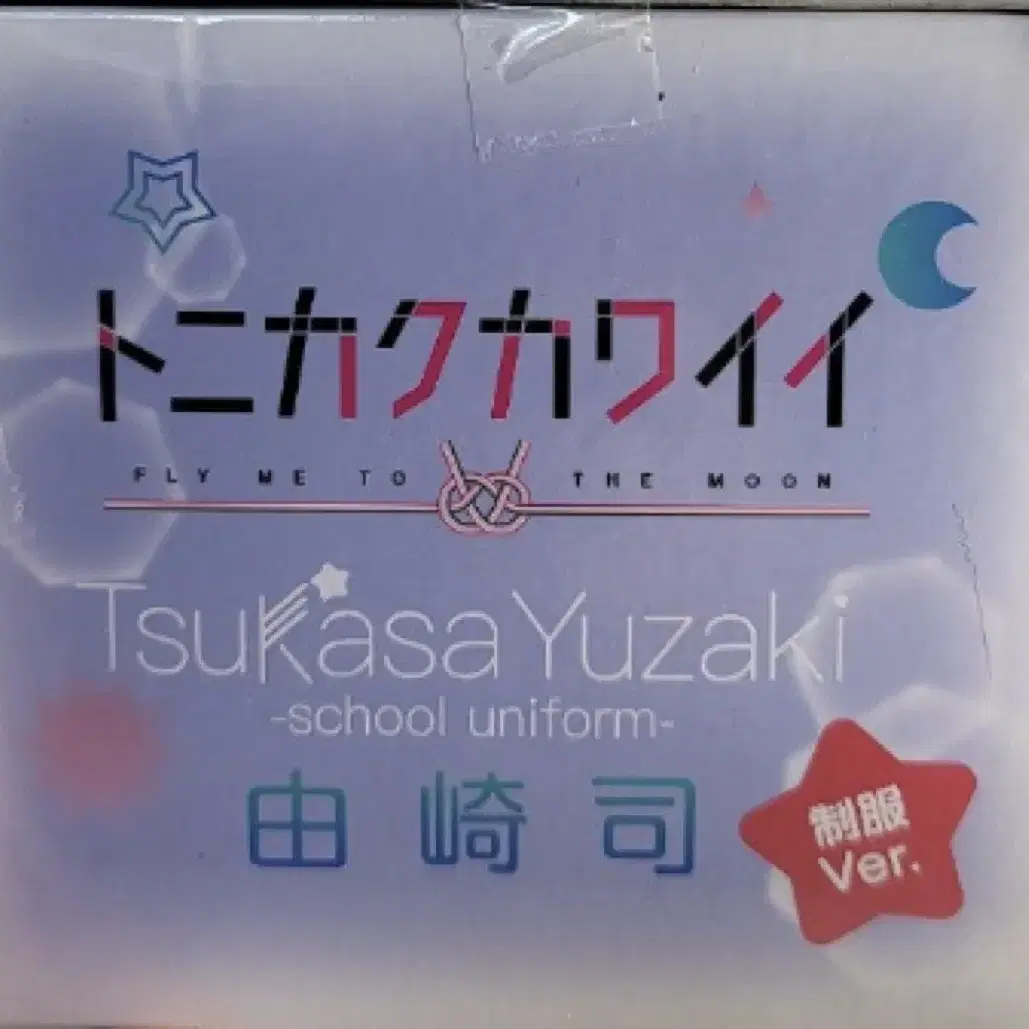 トニカクカワイイ
FLY ME TO THE MOON
Tsukasa Yuzaki
-school uniform-
由崎司
制服
Ver.